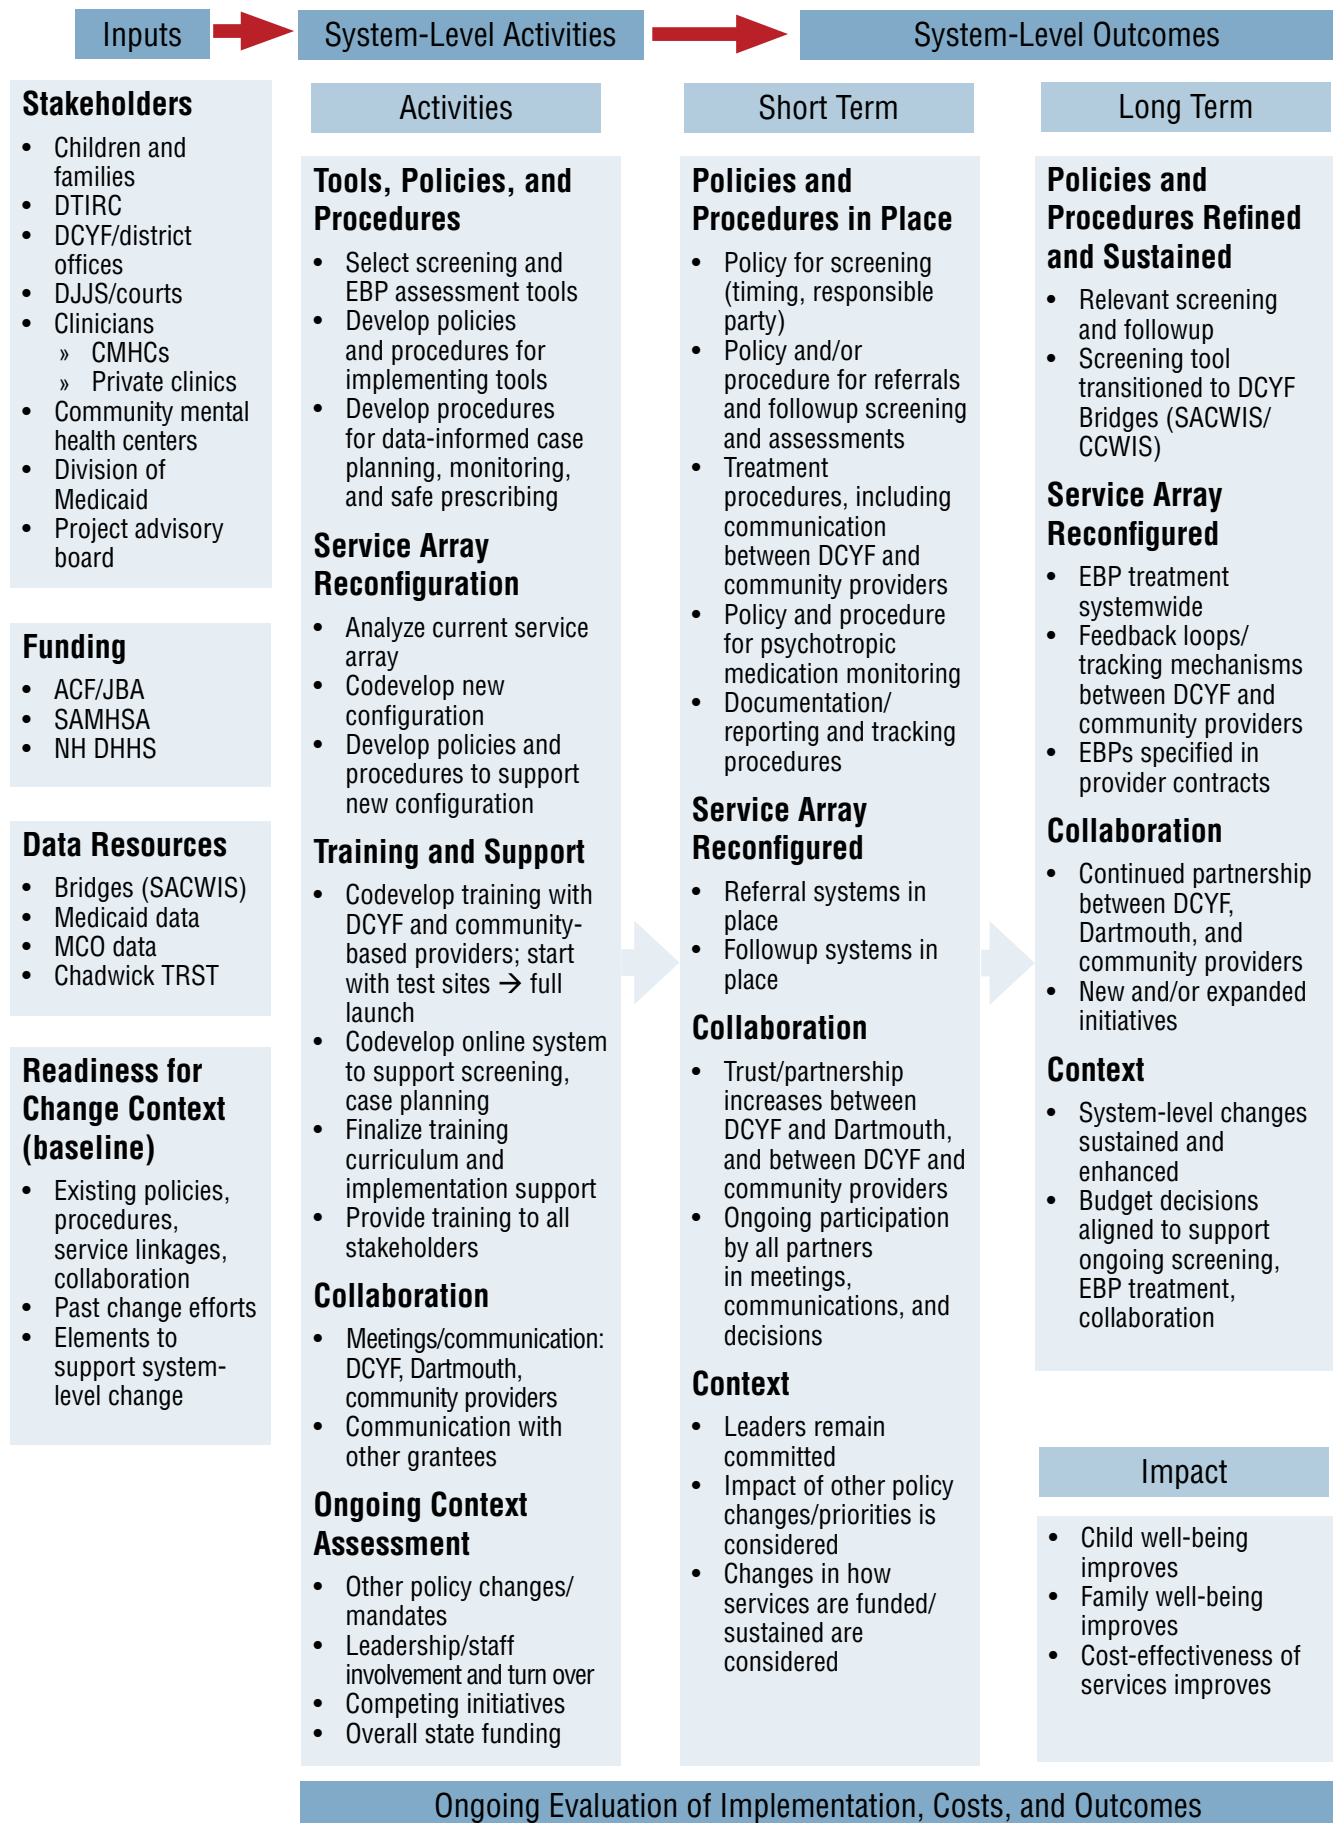 Inputs
System-Level Activities
System-Level Outcomes
Stakeholders
• Children and
families
• DTIRC
• DCYF/district
offices
• DJJS/courts
• Clinicians
» CMHCs
» Private clinics
• Community mental
health centers
• Division of
Medicaid
• Project advisory
board
Funding
• ACF/JBA
• SAMHSA
• NH DHHS
Data Resources
• Bridges (SACWIS)
• Medicaid data
• MCO data
• Chadwick TRST
Readiness for
Change Context
(baseline)
• Existing policies,
procedures,
service linkages,
collaboration
• Past change efforts
• Elements to
support system-
level change
Activities
Tools, Policies, and
Procedures
• Select screening and
EBP assessment tools
• Develop policies
and procedures for
implementing tools
• Develop procedures
for data-informed case
planning, monitoring,
and safe prescribing
Service Array
Reconfiguration
• Analyze current service
array
• Codevelop new
configuration
• Develop policies and
procedures to support
new configuration
Training and Support
• Codevelop training with
DCYF and community-
based providers; start
with test sites → full
launch
• Codevelop online system
to support screening,
case planning
• Finalize training
curriculum and
implementation support
• Provide training to all
stakeholders
Collaboration
• Meetings/communication:
DCYF, Dartmouth,
community providers
• Communication with
other grantees
Ongoing Context
Assessment
• Other policy changes/
mandates
• Leadership/staff
involvement and turn over
• Competing initiatives
• Overall state funding
Short Term
Policies and
Procedures in Place
• Policy for screening
(timing, responsible
party)
• Policy and/or
procedure for referrals
and followup screening
and assessments
• Treatment
procedures, including
communication
between DCYF and
community providers
• Policy and procedure
for psychotropic
medication monitoring
• Documentation/
reporting and tracking
procedures
Service Array
Reconfigured
• Referral systems in
place
• Followup systems in
place
Collaboration
• Trust/partnership
increases between
DCYF and Dartmouth,
and between DCYF and
community providers
• Ongoing participation
by all partners
in meetings,
communications, and
decisions
Context
• Leaders remain
committed
• Impact of other policy
changes/priorities is
considered
• Changes in how
services are funded/
sustained are
considered
Long Term
Policies and
Procedures Refined
and Sustained
• Relevant screening
and followup
• Screening tool
transitioned to DCYF
Bridges (SACWIS/
CCWIS)
Service Array
Reconfigured
• EBP treatment
systemwide
• Feedback loops/
tracking mechanisms
between DCYF and
community providers
• EBPs specified in
provider contracts
Collaboration
• Continued partnership
between DCYF,
Dartmouth, and
community providers
• New and/or expanded
initiatives
Context
• System-level changes
sustained and
enhanced
• Budget decisions
aligned to support
ongoing screening,
EBP treatment,
collaboration
Impact
• Child well-being
improves
• Family well-being
improves
• Cost-effectiveness of
services improves
Ongoing Evaluation of Implementation, Costs, and Outcomes